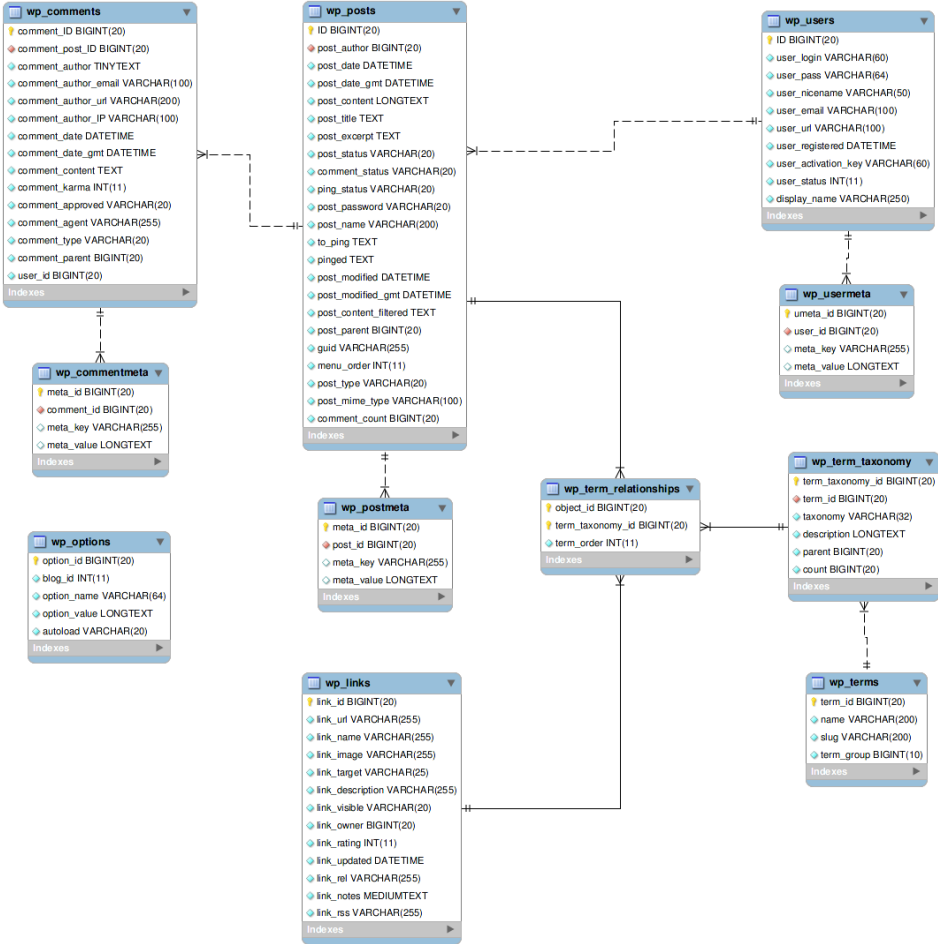 wp_comments
comment_ID BIGINT(20)
comment_post_ID BIGINT(20)
comment_author TINYTEXT
comment_author_email VARCHAR(100)
comment_author_url VARCHAR(200)
comment_author_IP VARCHAR(100)
comment_date DATETIME
comment_date_gmt DATETIME
comment_content TEXT
comment_karma INT(11)
comment_approved VARCHAR(20)
comment_agent VARCHAR(255)
comment_type VARCHAR(20)
comment_parent BIGINT(20)
user_id BIGINT(20)
Indexes
wp_posts
ID BIGINT(20)
post_author BIGINT(20)
post_date DATETIME
post_date_gmt DATETIME
post_content LONGTEXT
post_title TEXT
post_excerpt TEXT
post_status VARCHAR(20)
comment_status VARCHAR(20)
ping_status VARCHAR(20)
post_password VARCHAR(20)
post_name VARCHAR(200)
to_ping TEXT
pinged TEXT
post_modified DATETIME
post_modified_gmt DATETIME
post_content_filtered TEXT
post_parent BIGINT(20)
guid VARCHAR(255)
menu_order INT(11)
post_type VARCHAR(20)
post_mime_type VARCHAR(100)
comment_count BIGINT(20)
Indexes
wp_users
ID BIGINT(20)
user_login VARCHAR(60)
user_pass VARCHAR(64)
user_nicename VARCHAR(50)
user_email VARCHAR(100)
user_url VARCHAR(100)
user_registered DATETIME
user_activation_key VARCHAR(60)
user_status INT(11)
display_name VARCHAR(250)
Indexes
wp_usermeta
umeta_id BIGINT(20)
user_id BIGINT(20)
meta_key VARCHAR(255)
meta_value LONGTEXT
Indexes
wp_commentmeta
meta_id BIGINT(20)
comment_id BIGINT(20)
meta_key VARCHAR(255)
meta_value LONGTEXT
Indexes
wp_postmeta
meta_id BIGINT(20)
post_id BIGINT(20)
meta_key VARCHAR(255)
meta_value LONGTEXT
Indexes
wp_term_relationships
object_id BIGINT(20)
term_taxonomy_id BIGINT(20)
term_order INT(11)
Indexes
wp_term_taxonomy
term_taxonomy_id BIGINT(20)
term_id BIGINT(20)
taxonomy VARCHAR(32)
description LONGTEXT
parent BIGINT(20)
count BIGINT(20)
Indexes
wp_options
option_id BIGINT(20)
blog_id INT(11)
option_name VARCHAR(64)
option_value LONGTEXT
autoload VARCHAR(20)
Indexes
wp_links
link_id BIGINT(20)
link_url VARCHAR(255)
link_name VARCHAR(255)
link_image VARCHAR(255)
link_target VARCHAR(25)
link_description VARCHAR(255)
link_visible VARCHAR(20)
link_owner BIGINT(20)
link_rating INT(11)
link_updated DATETIME
link_rel VARCHAR(255)
link_notes MEDIUMTEXT
link_rss VARCHAR(255)
Indexes
wp_terms
term_id BIGINT(20)
name VARCHAR(200)
slug VARCHAR(200)
term_group BIGINT(10)
Indexes